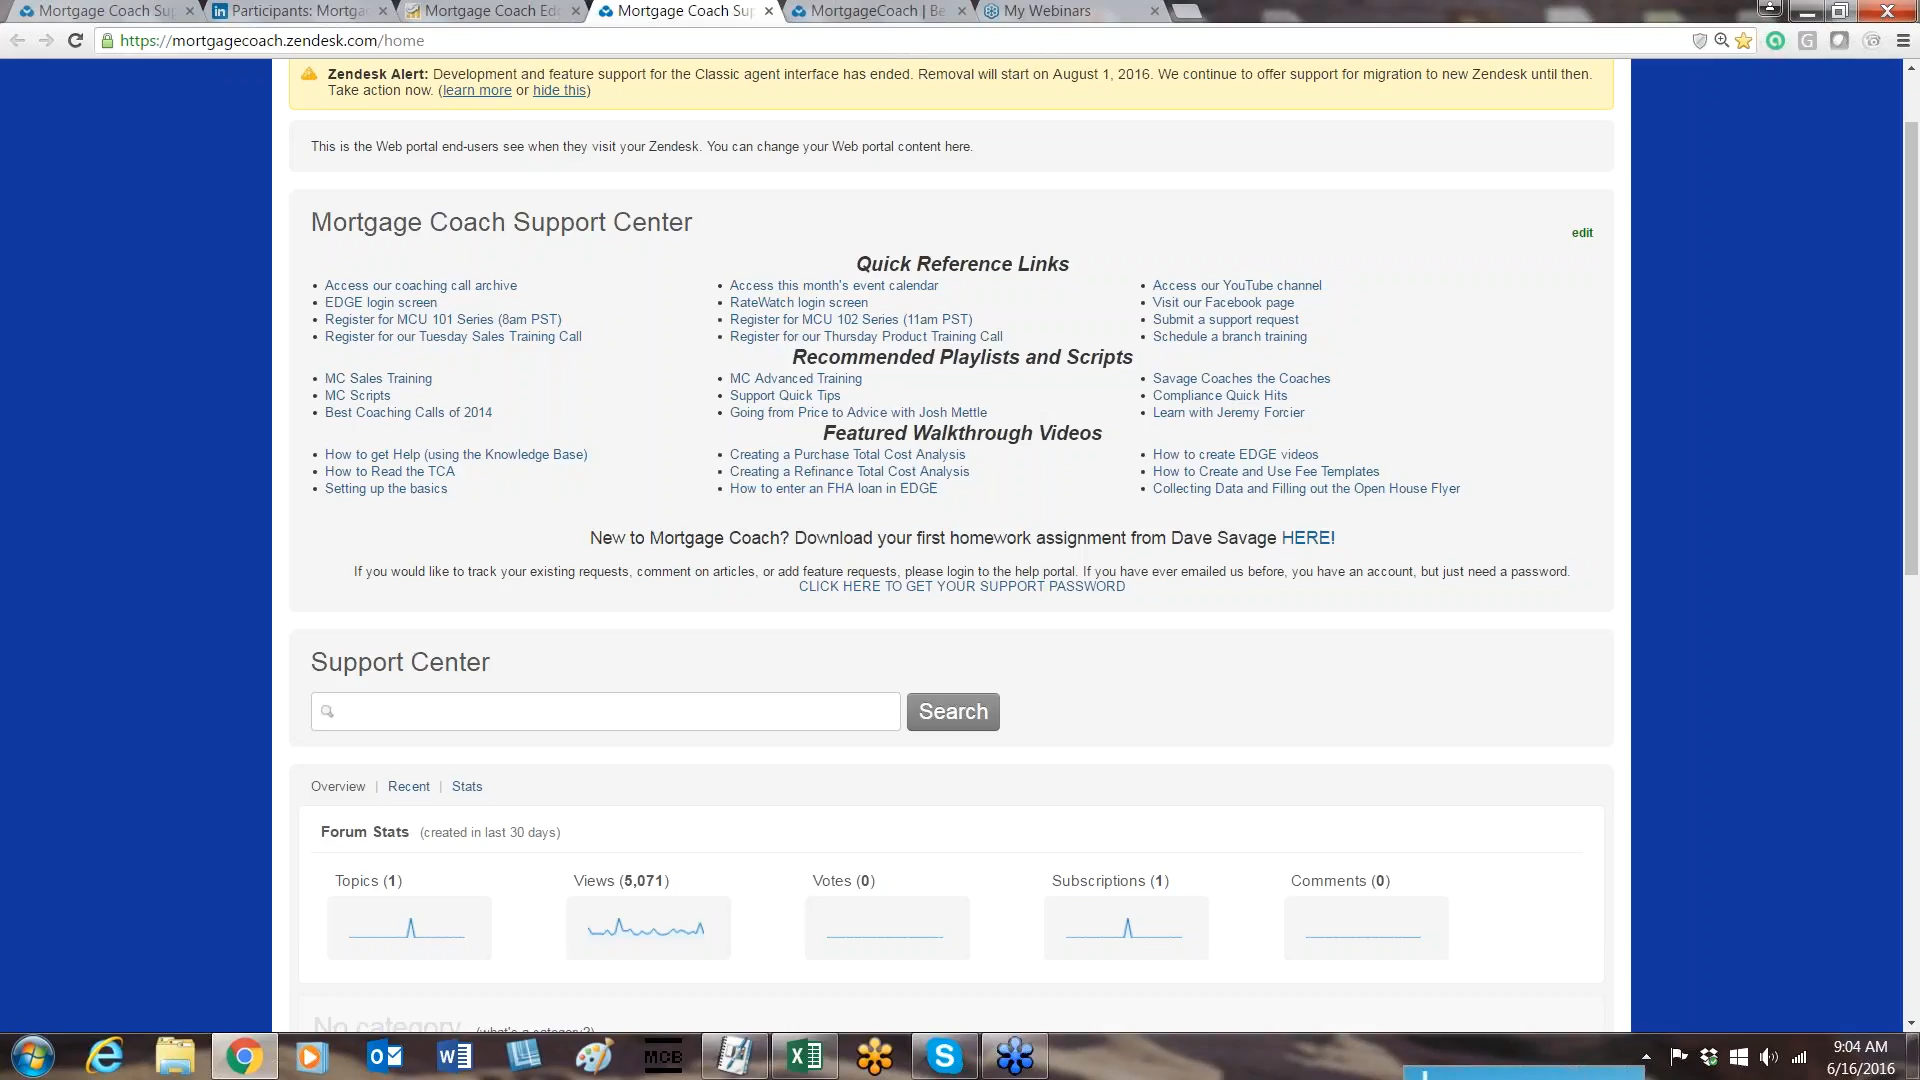 Mortgage Coach Sup
Participants: Mortga
Mortgage Coach Edg
Mortgage Coach Sup
MortgageCoach | Be
My Webinars
https://mortgagecoach.zendesk.com/home
Zendesk Alert: Development and feature support for the Classic agent interface has ended. Removal will start on August 1, 2016. We continue to offer support for migration to new Zendesk until then.
Take action now. (learn more or hide this)
This is the Web portal end-users see when they visit your Zendesk. You can change your Web portal content here.
Mortgage Coach Support Center
edit
Quick Reference Links
• Access our coaching call archive • Access this month's event calendar • Access our YouTube channel
• EDGE login screen • RateWatch login screen • Visit our Facebook page
• Register for MCU 101 Series (8am PST) • Register for MCU 102 Series (11am PST) • Submit a support request
• Register for our Tuesday Sales Training Call • Register for our Thursday Product Training Call • Schedule a branch training
Recommended Playlists and Scripts
• MC Sales Training • MC Advanced Training • Savage Coaches the Coaches
• MC Scripts • Support Quick Tips • Compliance Quick Hits
• Best Coaching Calls of 2014 • Going from Price to Advice with Josh Mettle • Learn with Jeremy Forcier
Featured Walkthrough Videos
• How to get Help (using the Knowledge Base) • Creating a Purchase Total Cost Analysis • How to create EDGE videos
• How to Read the TCA • Creating a Refinance Total Cost Analysis • How to Create and Use Fee Templates
• Setting up the basics • How to enter an FHA loan in EDGE • Collecting Data and Filling out the Open House Flyer
New to Mortgage Coach? Download your first homework assignment from Dave Savage HERE!
If you would like to track your existing requests, comment on articles, or add feature requests, please login to the help portal. If you have ever emailed us before, you have an account, but just need a password.
CLICK HERE TO GET YOUR SUPPORT PASSWORD
Support Center
Search
Overview | Recent | Stats
Forum Stats (created in last 30 days)
Topics (1) Views (5,071) Votes (0) Subscriptions (1) Comments (0)
No category (what's a category?)
MCB
9:04 AM
6/16/2016